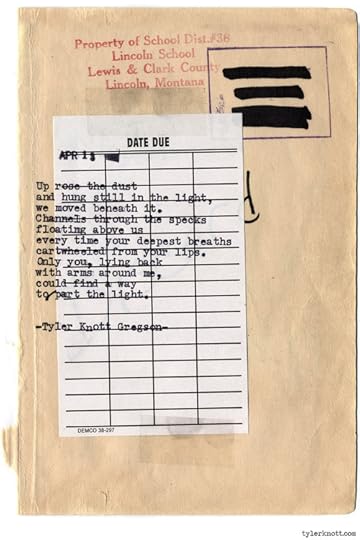 Property of School Dist.#38
Lincoln School
Lewis & Clark County
Lincoln, Montana
DATE DUE
APR 1
Up rose the dust
and hung still in the light,
we moved beneath it.
Channels through the specks
floating above us
every time your deepest breaths
cartwheeled from your lips.
Only you, lying back
with arms around me,
could find a way
to part the light.
-Tyler Knott Gregson-
DEMCO 38-297
tylerknott.com